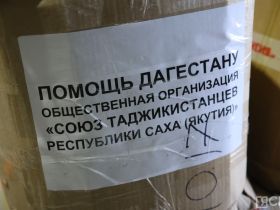 ПОМОЩЬ ДАГЕСТАНУ
ОБЩЕСТВЕННАЯ ОРГАНИЗАЦИЯ
«СОЮЗ ТАДЖИКИСТАНЦЕВ
РЕСПУБЛИКИ САХА (ЯКУТИЯ)»